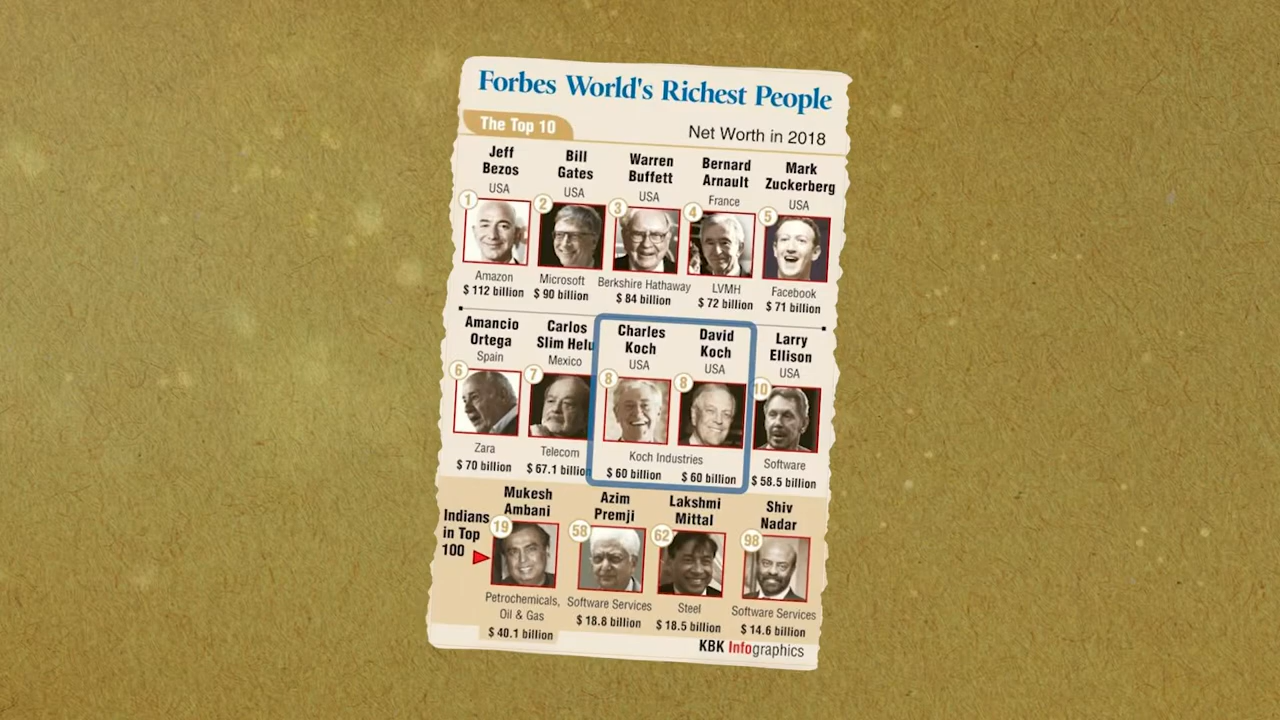 Forbes World's Richest People
The Top 10
Net Worth in 2018
Jeff
Bezos
USA
1
Amazon
$ 112 billion
Bill
Gates
USA
2
Microsoft
$ 90 billion
Warren
Buffett
USA
3
Berkshire Hathaway
$ 84 billion
Bernard
Arnault
France
4
LVMH
$ 72 billion
Mark
Zuckerberg
USA
5
Facebook
$ 71 billion
Amancio
Ortega
Spain
6
Zara
$ 70 billion
Carlos
Slim Helu
Mexico
7
Telecom
$ 67.1 billion
Charles
Koch
USA
8
David
Koch
USA
8
Koch Industries
$ 60 billion
$ 60 billion
Larry
Ellison
USA
10
Software
$ 58.5 billion
Indians
in Top
100
Mukesh
Ambani
19
Petrochemicals,
Oil & Gas
$ 40.1 billion
Azim
Premji
58
Software Services
$ 18.8 billion
Lakshmi
Mittal
62
Steel
$ 18.5 billion
Shiv
Nadar
98
Software Services
$ 14.6 billion
KBK Infographics